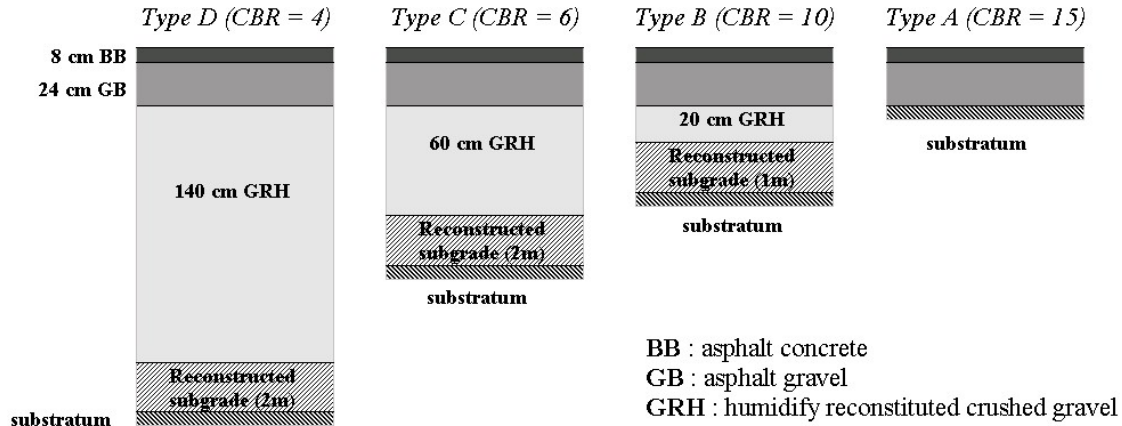 Type D (CBR = 4)
Type C (CBR = 6)
Type B (CBR = 10)
Type A (CBR = 15)
8 cm BB
24 cm GB
140 cm GRH
Reconstructed
subgrade (2m)
substratum
60 cm GRH
Reconstructed
subgrade (2m)
substratum
20 cm GRH
Reconstructed
subgrade (1m)
substratum
substratum
BB : asphalt concrete
GB : asphalt gravel
GRH : humidify reconstituted crushed gravel